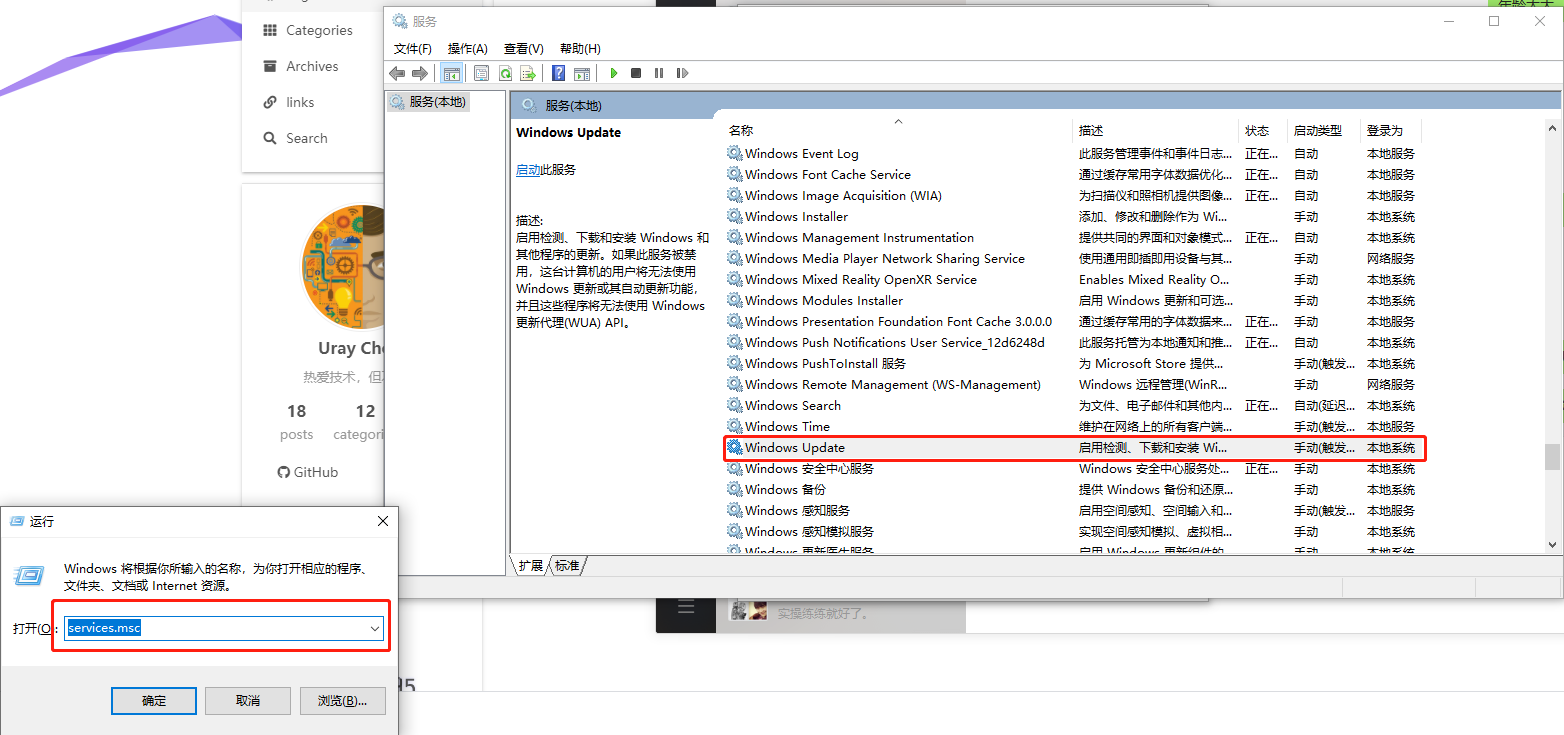 Categories
Archives
links
Search
Uray
热爱技术，但
18
12
posts
GitHub
服务
文件(F) 操作(A) 查看(V) 帮助(H)
服务(本地)
服务(本地)
Windows Update
启动此服务
描述:
启用检测、下载和安装 Windows 和
其他程序的更新。如果此服务被禁
用，这台计算机的用户将无法使用
Windows 更新或其自动更新功能，
并且这些程序将无法使用 Windows
更新代理(WUA) API。
名称 描述 状态 启动类型 登录为
Windows Event Log 此服务管理事件和事件日志... 正在... 自动 本地服务
Windows Font Cache Service 通过缓存常用字体数据优化... 正在... 自动 本地服务
Windows Image Acquisition (WIA) 为扫描仪和照相机提供图像... 正在... 自动 本地服务
Windows Installer 添加、修改和删除作为 Wi... 手动 本地系统
Windows Management Instrumentation 提供共同的界面和对象模式... 正在... 自动 本地系统
Windows Media Player Network Sharing Service 使用通用即插即用设备与其... 手动 网络服务
Windows Mixed Reality OpenXR Service Enables Mixed Reality O... 手动 本地系统
Windows Modules Installer 启用 Windows 更新和可选... 手动 本地系统
Windows Presentation Foundation Font Cache 3.0.0.0 通过缓存常用的字体数据来... 正在... 手动 本地服务
Windows Push Notifications User Service_12d6248d 此服务托管为本地通知和推... 正在... 自动 本地系统
Windows PushToInstall 服务 为 Microsoft Store 提供... 手动(触发... 本地系统
Windows Remote Management (WS-Management) Windows 远程管理(WinR... 手动 网络服务
Windows Search 为文件、电子邮件和其他内... 正在... 自动(延迟... 本地系统
Windows Time 维护在网络上的所有客户端... 手动(触发... 本地服务
Windows Update 启用检测、下载和安装 Wi... 手动(触发... 本地系统
Windows 安全中心服务 Windows 安全中心服务处... 正在... 手动 本地系统
Windows 备份 提供 Windows 备份和还原... 手动 本地系统
Windows 感知服务 启用空间感知、空间输入和... 手动(触发... 本地服务
Windows 感知模拟服务 实现空间感知模拟、虚拟相... 手动 本地系统
Windows 更新医生服务 启用 Windows 更新组件的... 手动 本地系统
扩展 标准
实操练练就好了。
运行
Windows 将根据你所输入的名称，为你打开相应的程序、
文件夹、文档或 Internet 资源。
打开(O):
services.msc
确定 取消 浏览(B)...